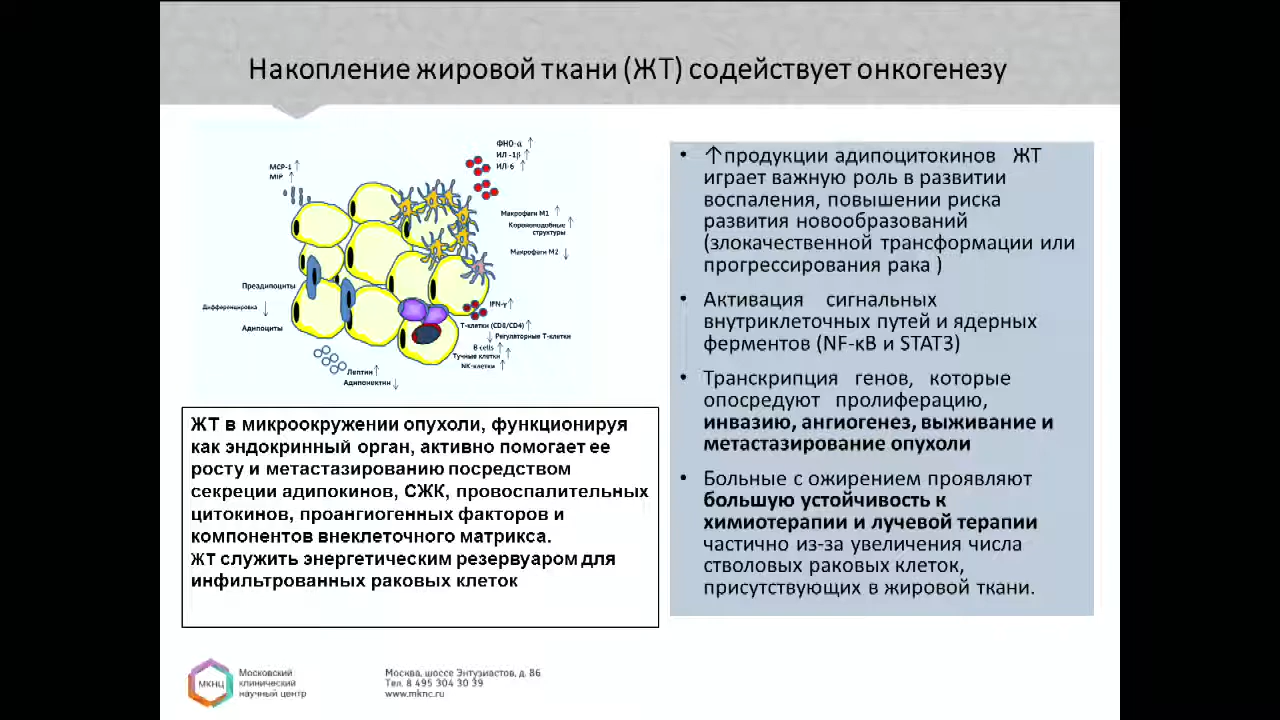 Накопление жировой ткани (ЖТ) содействует онкогенезу
MCP-1 ↑
MIP ↑
ФНО-α ↑
ИЛ -1β ↑
ИЛ-6 ↑
Макрофаги М1 ↑
Короноподобные ↑
структуры
Макрофаги М2 ↓
Преадипоциты
Дифференцировка ↓
Адипоциты
IFN-γ ↑
Т-клетки (CD8/CD4) ↑
↓ Регуляторные Т-клетки
B cells ↑
Тучные клетки ↑
NK-клетки ↑
Лептин ↑
Адипонектин ↓
ЖТ в микроокружении опухоли, функционируя
как эндокринный орган, активно помогает ее
росту и метастазированию посредством
секреции адипокинов, СЖК, провоспалительных
цитокинов, проангиогенных факторов и
компонентов внеклеточного матрикса.
ЖТ служить энергетическим резервуаром для
инфильтрованных раковых клеток
• ↑продукции адипоцитокинов ЖТ
играет важную роль в развитии
воспаления, повышении риска
развития новообразований
(злокачественной трансформации или
прогрессирования рака )
• Активация сигнальных
внутриклеточных путей и ядерных
ферментов (NF-κB и STAT3)
• Транскрипция генов, которые
опосредуют пролиферацию,
инвазию, ангиогенез, выживание и
метастазирование опухоли
• Больные с ожирением проявляют
большую устойчивость к
химиотерапии и лучевой терапии
частично из-за увеличения числа
стволовых раковых клеток,
присутствующих в жировой ткани.
МКНЦ
Московский
клинический
научный центр
Москва, шоссе Энтузиастов, д. 86
Тел. 8 495 304 30 39
www.mknc.ru